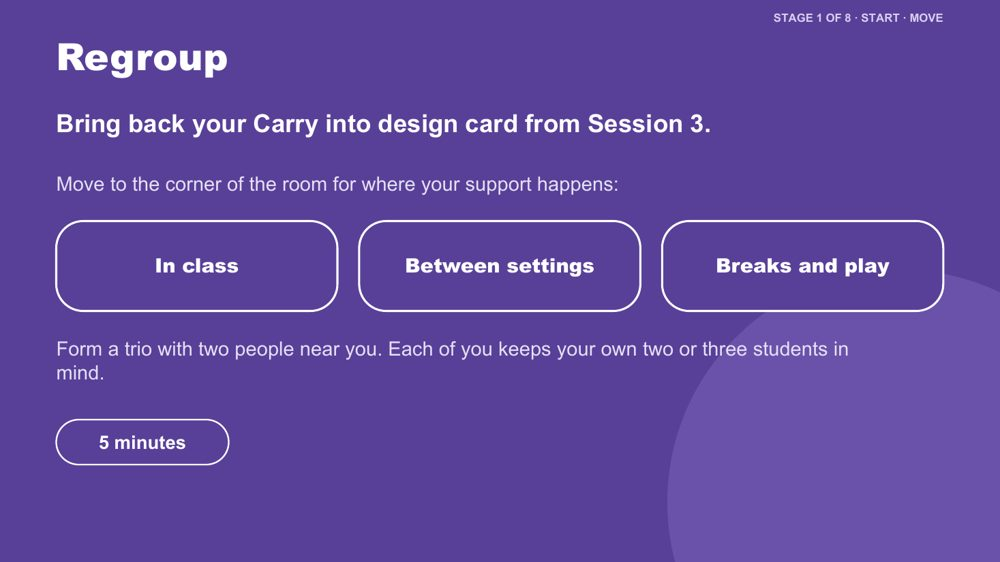 STAGE 1 OF 8 · START · MOVE
Regroup
Bring back your Carry into design card from Session 3.
Move to the corner of the room for where your support happens:
In class
Between settings
Breaks and play
Form a trio with two people near you. Each of you keeps your own two or three students in
mind.
5 minutes